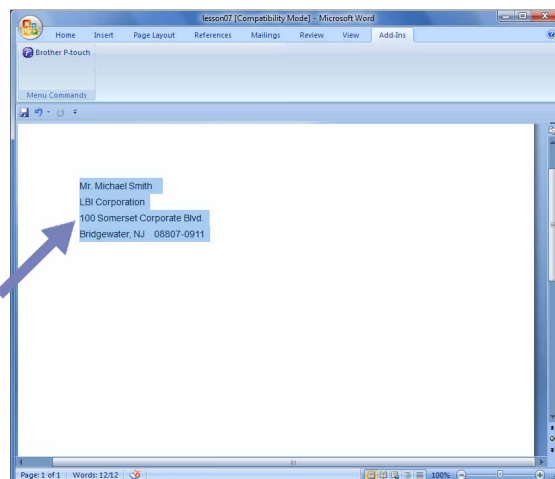 lesson07 [Compatibility Mode] - Microsoft Word
Home Insert Page Layout References Mailings Review View Add-Ins
Brother P-touch
Menu Commands
Mr. Michael Smith
LBI Corporation
100 Somerset Corporate Blvd.
Bridgewater, NJ 08807-0911
Page: 1 of 1 Words: 12/12 100%